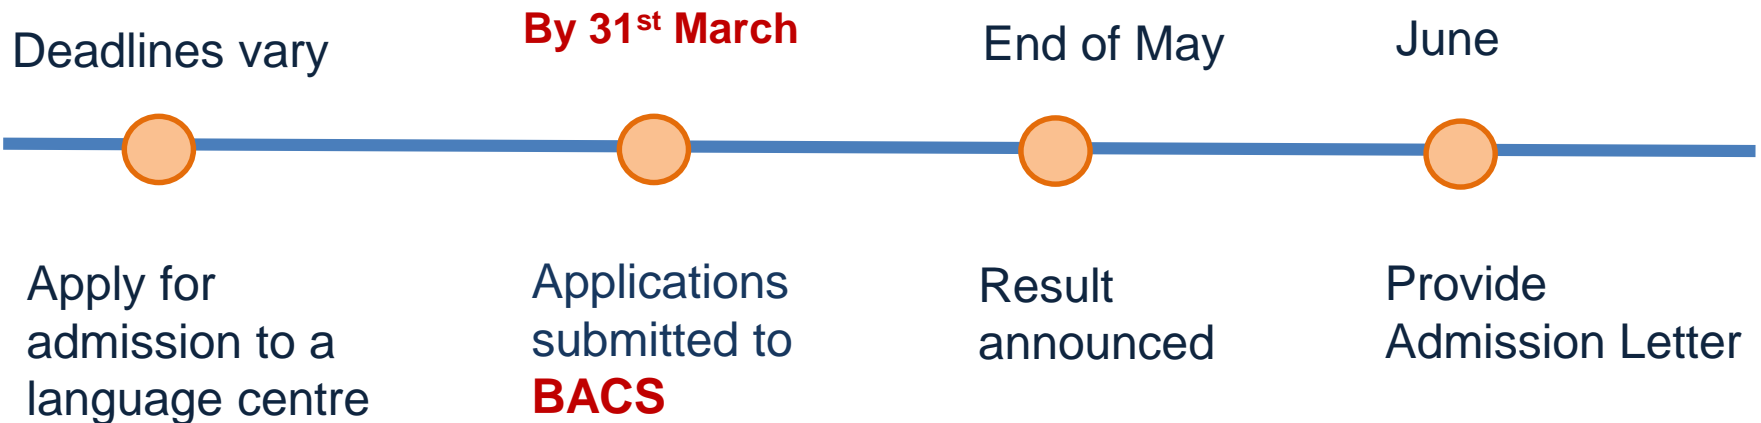 Deadlines vary
By 31st March
End of May
June
Apply for
admission to a
language centre
Applications
submitted to
BACS
Result
announced
Provide
Admission Letter